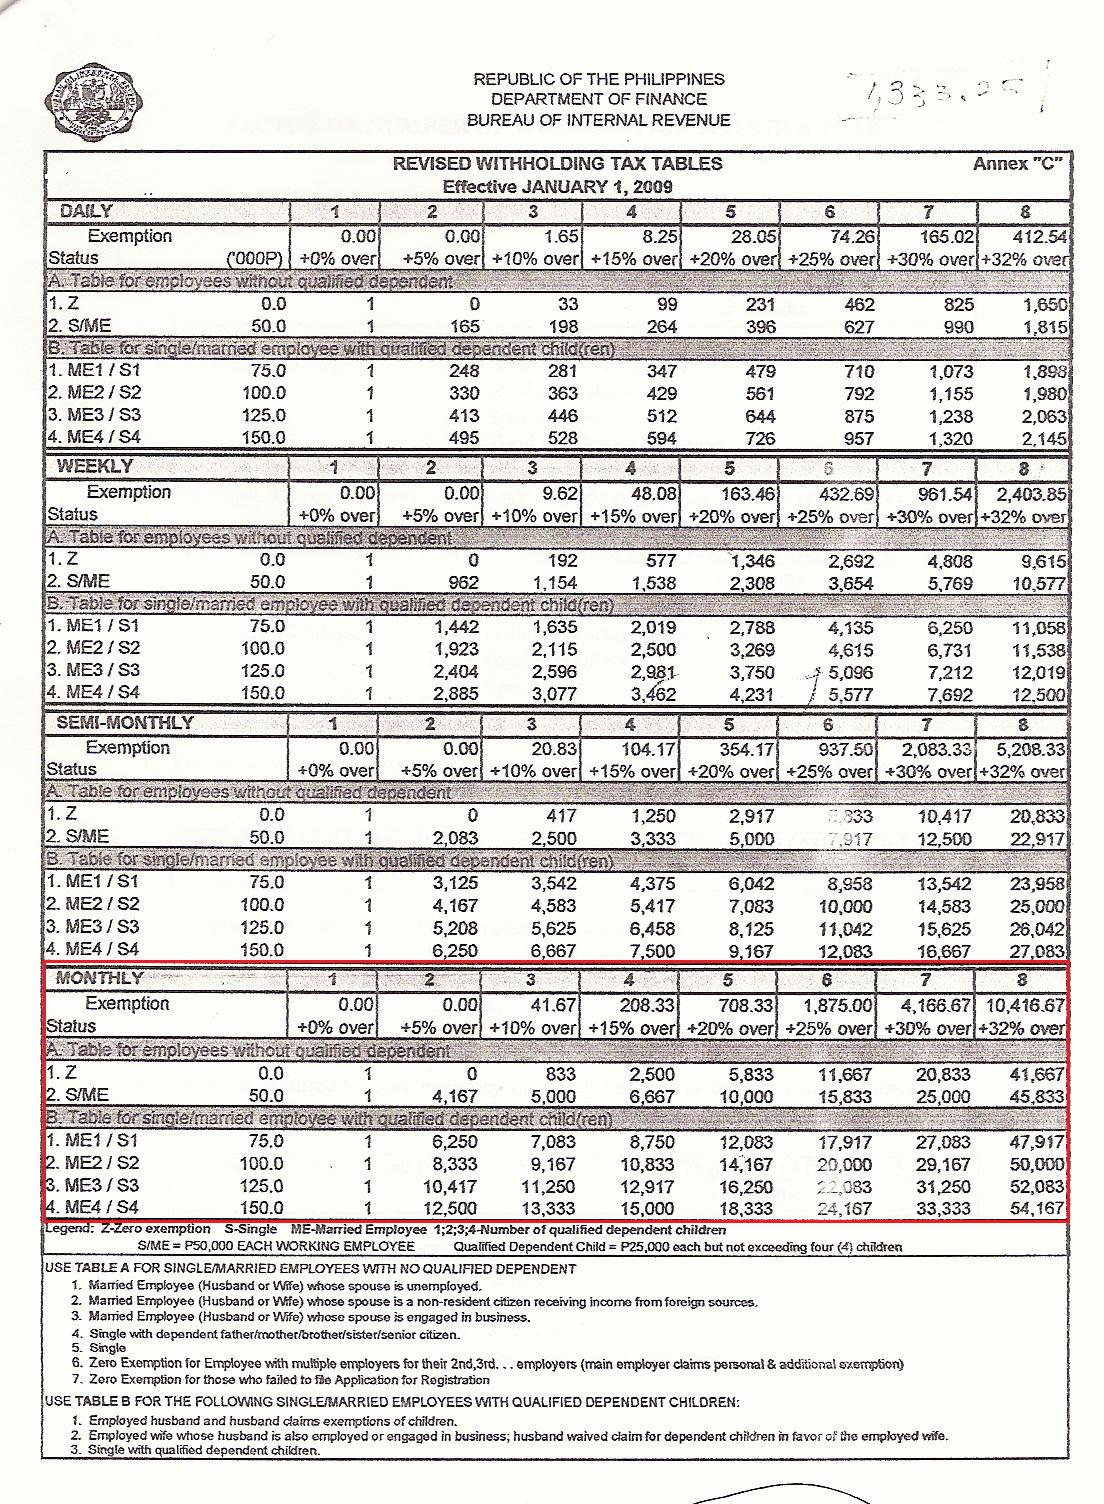 REPUBLIC OF THE PHILIPPINES
DEPARTMENT OF FINANCE
BUREAU OF INTERNAL REVENUE
REVISED WITHHOLDING TAX TABLES Annex "C"
Effective JANUARY 1, 2009
DAILY 1 2 3 4 5 6 7 8
Exemption 0.00 0.00 1.65 8.25 28.05 74.26 165.02 412.54
Status ('000P) +0% over +5% over +10% over +15% over +20% over +25% over +30% over +32% over
A. Table for employees without qualified dependent
1. Z 0.0 1 0 33 99 231 462 825 1,650
2. S/ME 50.0 1 165 198 264 396 627 990 1,815
B. Table for single/married employee with qualified dependent child(ren)
1. ME1 / S1 75.0 1 248 281 347 479 710 1,073 1,898
2. ME2 / S2 100.0 1 330 363 429 561 792 1,155 1,980
3. ME3 / S3 125.0 1 413 446 512 644 875 1,238 2,063
4. ME4 / S4 150.0 1 495 528 594 726 957 1,320 2,145
WEEKLY 1 2 3 4 5 6 7 8
Exemption 0.00 0.00 9.62 48.08 163.46 432.69 961.54 2,403.85
Status +0% over +5% over +10% over +15% over +20% over +25% over +30% over +32% over
A. Table for employees without qualified dependent
1. Z 0.0 1 0 192 577 1,346 2,692 4,808 9,615
2. S/ME 50.0 1 962 1,154 1,538 2,308 3,654 5,769 10,577
B. Table for single/married employee with qualified dependent child(ren)
1. ME1 / S1 75.0 1 1,442 1,635 2,019 2,788 4,135 6,250 11,058
2. ME2 / S2 100.0 1 1,923 2,115 2,500 3,269 4,615 6,731 11,538
3. ME3 / S3 125.0 1 2,404 2,596 2,981 3,750 5,096 7,212 12,019
4. ME4 / S4 150.0 1 2,885 3,077 3,462 4,231 5,577 7,692 12,500
SEMI-MONTHLY 1 2 3 4 5 6 7 8
Exemption 0.00 0.00 20.83 104.17 354.17 937.50 2,083.33 5,208.33
Status +0% over +5% over +10% over +15% over +20% over +25% over +30% over +32% over
A. Table for employees without qualified dependent
1. Z 0.0 1 0 417 1,250 2,917 5,833 10,417 20,833
2. S/ME 50.0 1 2,083 2,500 3,333 5,000 7,917 12,500 22,917
B. Table for single/married employee with qualified dependent child(ren)
1. ME1 / S1 75.0 1 3,125 3,542 4,375 6,042 8,958 13,542 23,958
2. ME2 / S2 100.0 1 4,167 4,583 5,417 7,083 10,000 14,583 25,000
3. ME3 / S3 125.0 1 5,208 5,625 6,458 8,125 11,042 15,625 26,042
4. ME4 / S4 150.0 1 6,250 6,667 7,500 9,167 12,083 16,667 27,083
MONTHLY 1 2 3 4 5 6 7 8
Exemption 0.00 0.00 41.67 208.33 708.33 1,875.00 4,166.67 10,416.67
Status +0% over +5% over +10% over +15% over +20% over +25% over +30% over +32% over
A. Table for employees without qualified dependent
1. Z 0.0 1 0 833 2,500 5,833 11,667 20,833 41,667
2. S/ME 50.0 1 4,167 5,000 6,667 10,000 15,833 25,000 45,833
B. Table for single/married employee with qualified dependent child(ren)
1. ME1 / S1 75.0 1 6,250 7,083 8,750 12,083 17,917 27,083 47,917
2. ME2 / S2 100.0 1 8,333 9,167 10,833 14,167 20,000 29,167 50,000
3. ME3 / S3 125.0 1 10,417 11,250 12,917 16,250 22,083 31,250 52,083
4. ME4 / S4 150.0 1 12,500 13,333 15,000 18,333 24,167 33,333 54,167
Legend: Z-Zero exemption S-Single ME-Married Employee 1;2;3;4-Number of qualified dependent children
S/ME = P50,000 EACH WORKING EMPLOYEE Qualified Dependent Child = P25,000 each but not exceeding four (4) children
USE TABLE A FOR SINGLE/MARRIED EMPLOYEES WITH NO QUALIFIED DEPENDENT
1. Married Employee (Husband or Wife) whose spouse is unemployed.
2. Married Employee (Husband or Wife) whose spouse is a non-resident citizen receiving income from foreign sources.
3. Married Employee (Husband or Wife) whose spouse is engaged in business.
4. Single with dependent father/mother/brother/sister/senior citizen.
5. Single
6. Zero Exemption for Employee with multiple employers for their 2nd,3rd. . . employers (main employer claims personal & additional exemption)
7. Zero Exemption for those who failed to file Application for Registration
USE TABLE B FOR THE FOLLOWING SINGLE/MARRIED EMPLOYEES WITH QUALIFIED DEPENDENT CHILDREN:
1. Employed husband and husband claims exemptions of children.
2. Employed wife whose husband is also employed or engaged in business; husband waived claim for dependent children in favor of the employed wife.
3. Single with qualified dependent children.